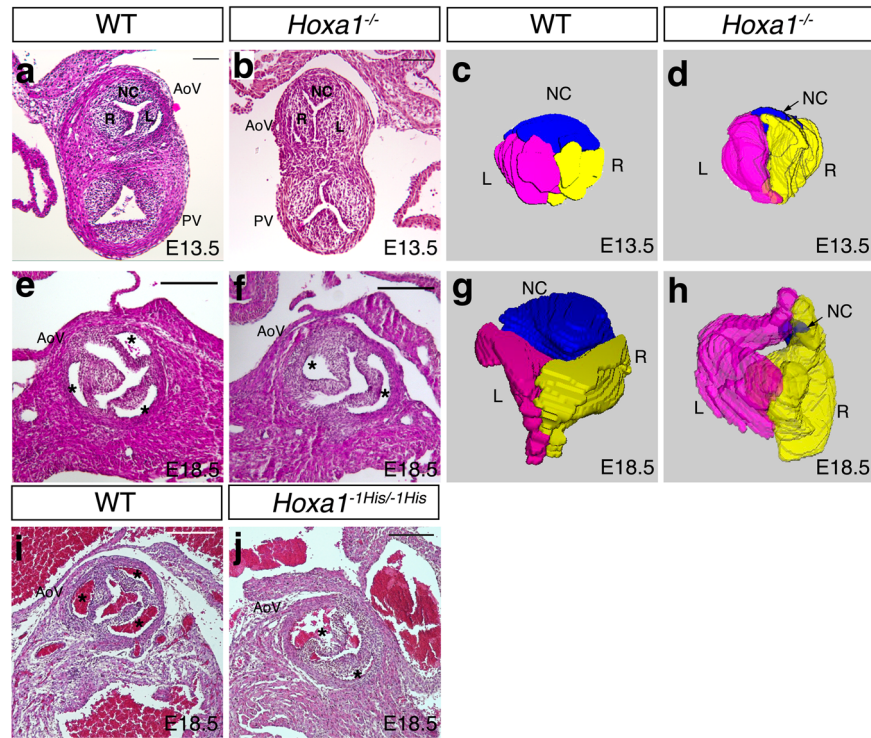 WT
Hoxa1-/-
WT
Hoxa1-/-
a
AoV
NC
R
L
PV
E13.5
b
NC
R
L
AoV
PV
E13.5
c
NC
L
R
E13.5
d
NC
L
R
E13.5
e
AoV
*
*
*
E18.5
f
AoV
*
*
E18.5
g
NC
R
L
E18.5
h
NC
L
R
E18.5
WT
Hoxa1-1His/-1His
i
AoV
*
*
*
E18.5
j
AoV
*
*
E18.5